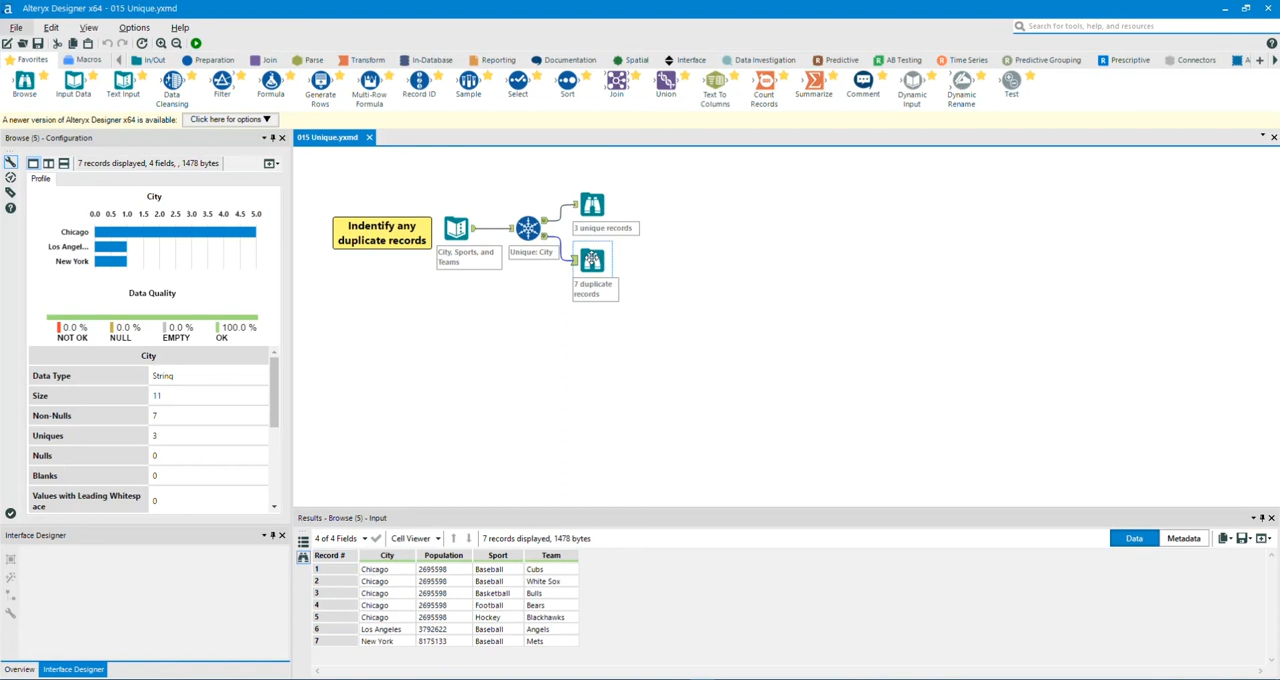 Alteryx Designer x64 - 015 Unique.yxmd
File Edit View Options Help
Search for tools, help, and resources
Favorites Macros In/Out Preparation Join Parse Transform In-Database Reporting Documentation Spatial Interface Data Investigation Predictive AB Testing Time Series Predictive Grouping Prescriptive Connectors A
Browse Input Data Text Input Data Cleansing Filter Formula Generate Rows Multi-Row Formula Record ID Sample Select Sort Join Union Text To Columns Count Records Summarize Comment Dynamic Input Dynamic Rename Test
A newer version of Alteryx Designer x64 is available: Click here for options ▼
Browse (5) - Configuration
015 Unique.yxmd
7 records displayed, 4 fields, , 1478 bytes
Profile
City
0.0 0.5 1.0 1.5 2.0 2.5 3.0 3.5 4.0 4.5 5.0
Chicago
Los Angel...
New York
Data Quality
0.0 % 0.0 % 0.0 % 100.0 %
NOT OK NULL EMPTY OK
City
Data Type String
Size 11
Non-Nulls 7
Uniques 3
Nulls 0
Blanks 0
Values with Leading Whitesp
ace 0
Indentify any
duplicate records
City, Sports, and
Teams
Unique: City
3 unique records
7 duplicate
records
Interface Designer
Overview Interface Designer
Results - Browse (5) - Input
4 of 4 Fields Cell Viewer 7 records displayed, 1478 bytes Data Metadata
Record # City Population Sport Team
1 Chicago 2695598 Baseball Cubs
2 Chicago 2695598 Baseball White Sox
3 Chicago 2695598 Basketball Bulls
4 Chicago 2695598 Football Bears
5 Chicago 2695598 Hockey Blackhawks
6 Los Angeles 3792622 Baseball Angels
7 New York 8175133 Baseball Mets